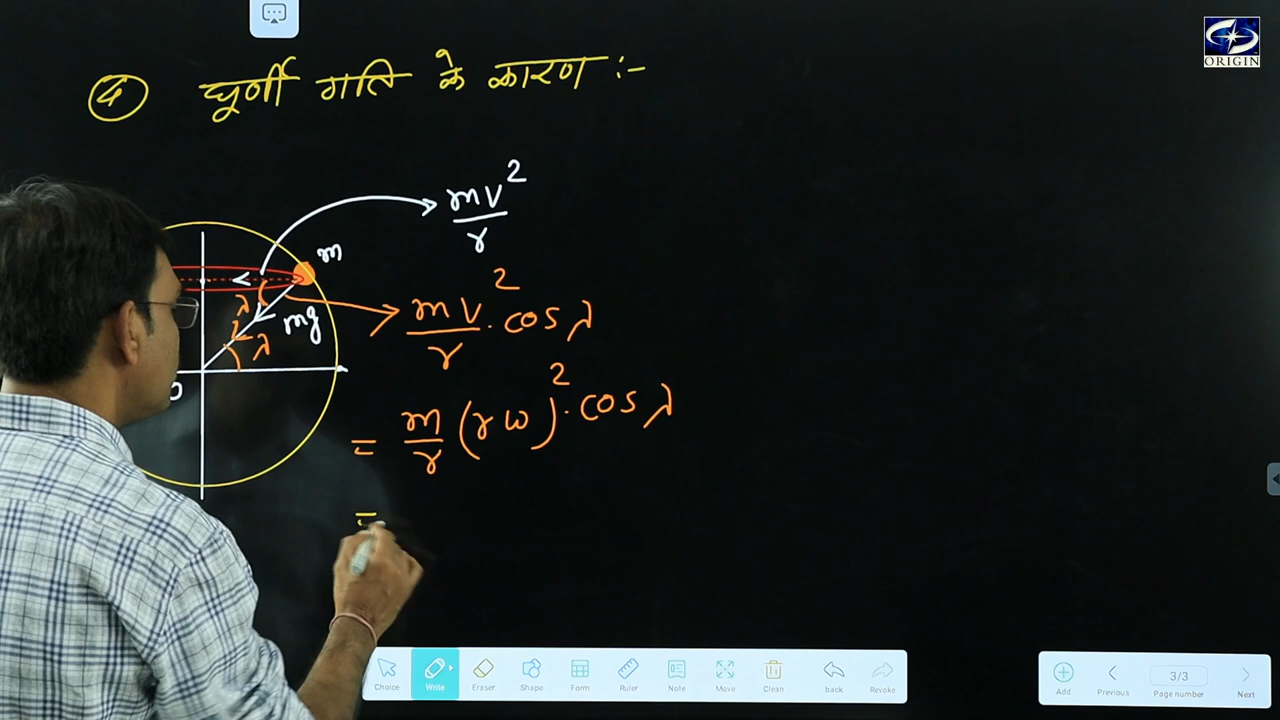 ORIGIN
④ घूर्णी गति के कारण :-
mv²/r
m
λ
mg
λ
mv²/r · cos λ
O
= m/r (rω)² · cos λ
=
Choice Write Eraser Shape Form Ruler Note Move Clean back Revoke
Add Previous 3/3 Page number Next